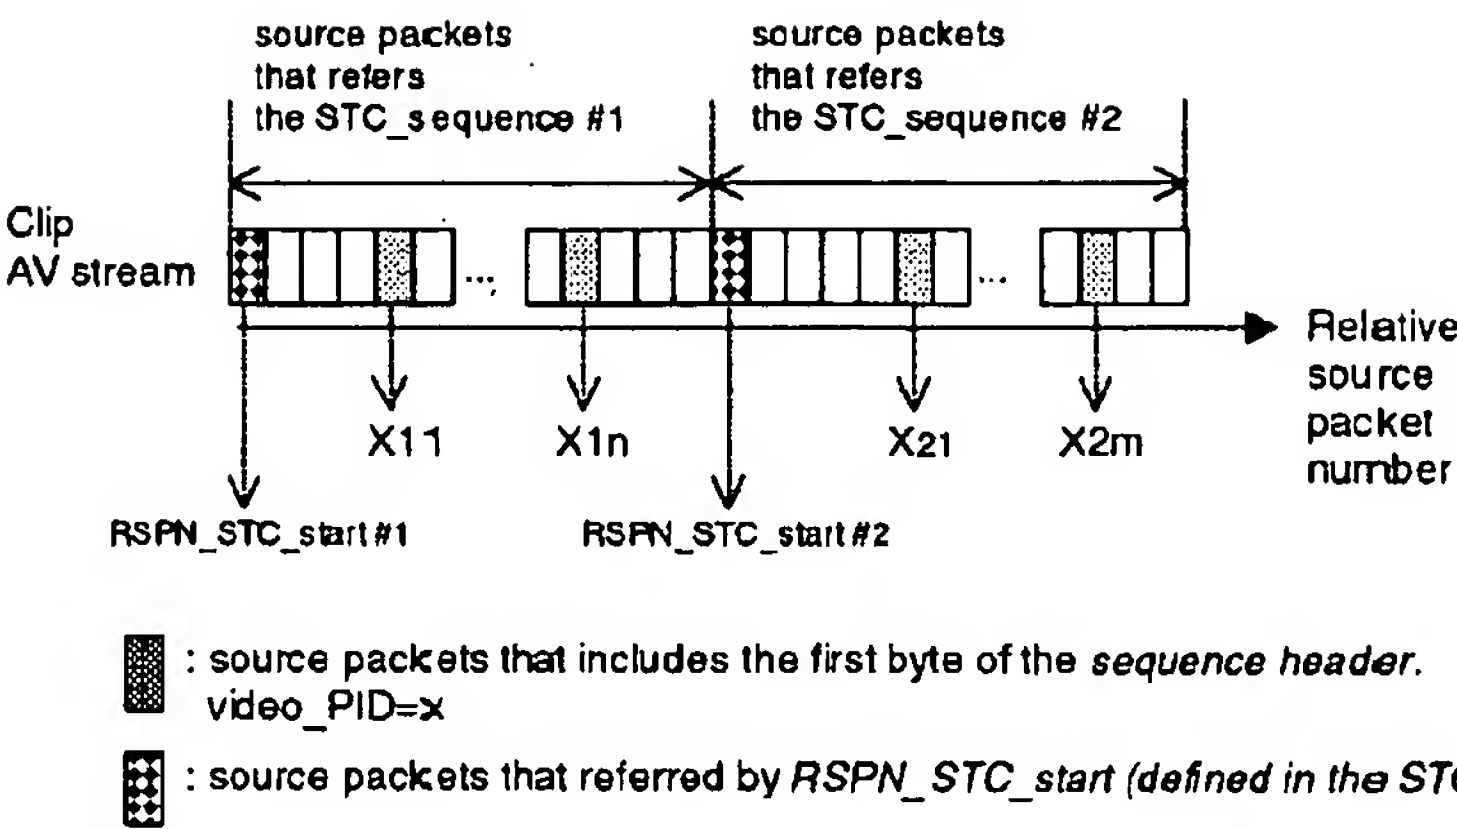 source packets
that refers
the STC_sequence #1
source packets
that refers
the STC_sequence #2
Clip
AV stream
...
...
Relative
source
packet
number
X11
X1n
X21
X2m
RSPN_STC_start#1
RSPN_STC_start#2
: source packets that includes the first byte of the sequence header.
video_PID=x
: source packets that referred by RSPN_STC_start (defined in the STC